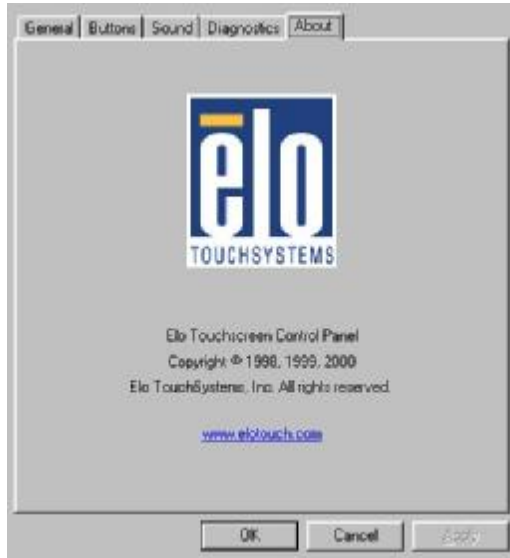 General Buttons Sound Diagnostics About
ēlo
TOUCHSYSTEMS
Elo Touchscreen Control Panel
Copyright © 1998, 1999, 2000
Elo TouchSystems, Inc. All rights reserved.
www.elotouch.com
OK Cancel Apply